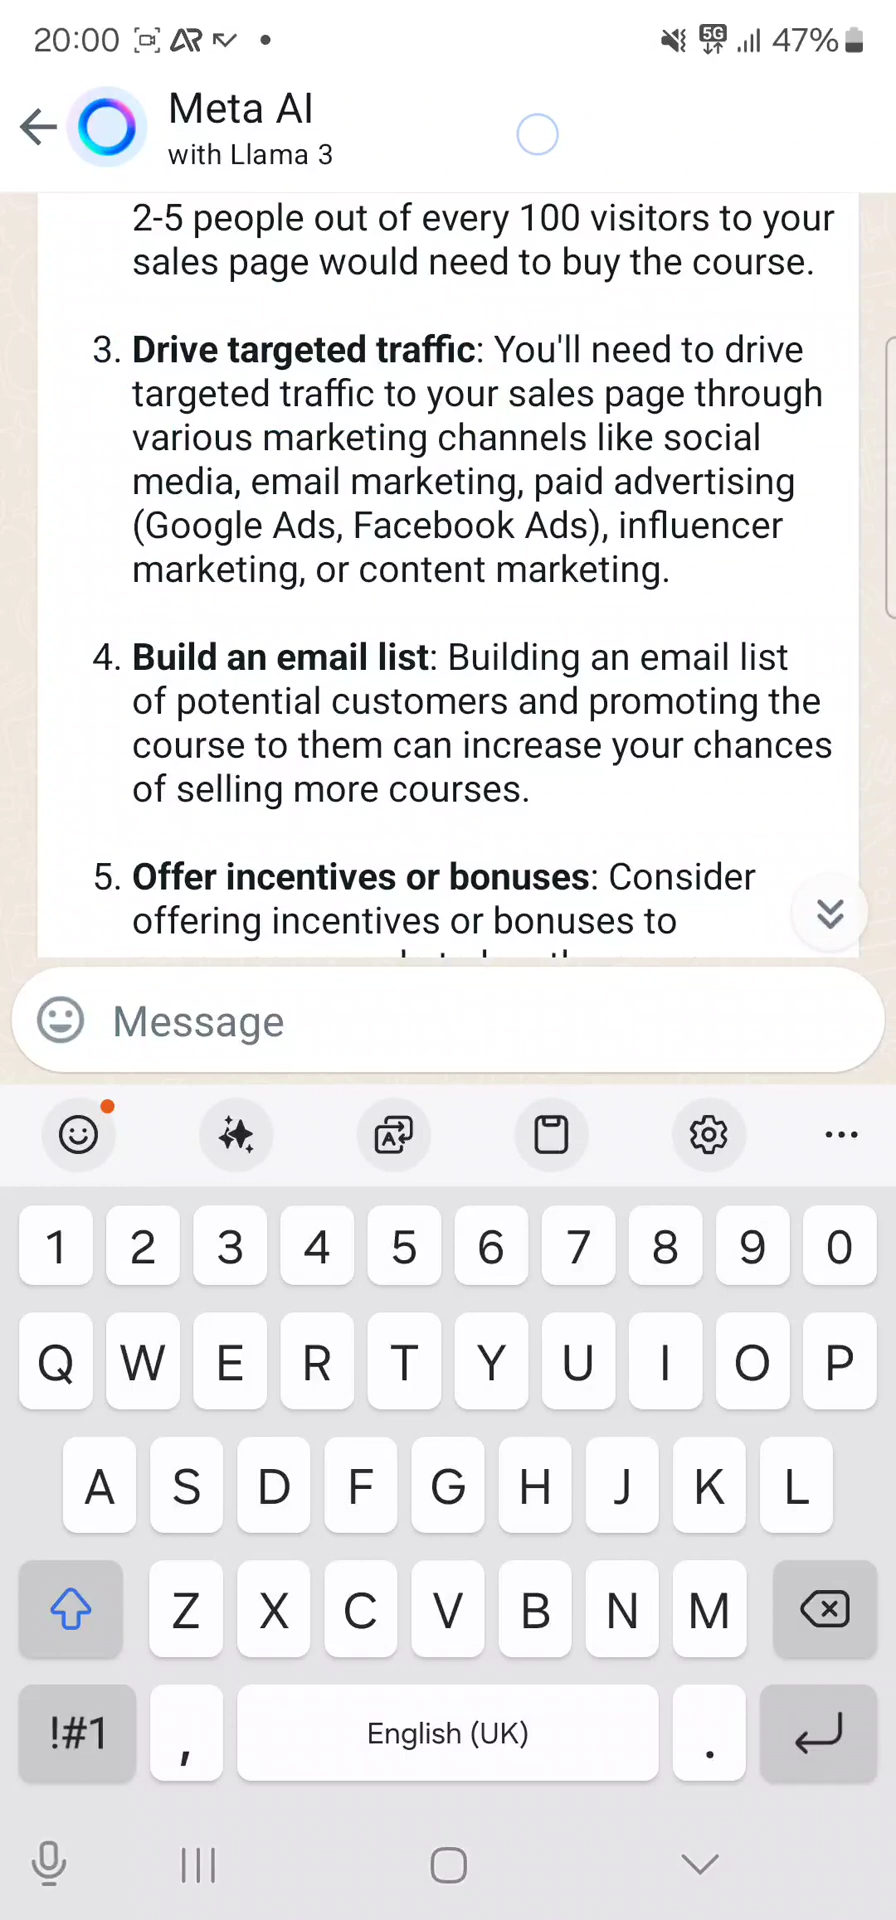 20:00
5G
47%
Meta AI
with Llama 3
2-5 people out of every 100 visitors to your
sales page would need to buy the course.
3. Drive targeted traffic: You'll need to drive
targeted traffic to your sales page through
various marketing channels like social
media, email marketing, paid advertising
(Google Ads, Facebook Ads), influencer
marketing, or content marketing.
4. Build an email list: Building an email list
of potential customers and promoting the
course to them can increase your chances
of selling more courses.
5. Offer incentives or bonuses: Consider
offering incentives or bonuses to
Message
1 2 3 4 5 6 7 8 9 0
Q W E R T Y U I O P
A S D F G H J K L
Z X C V B N M
!#1 , English (UK) .